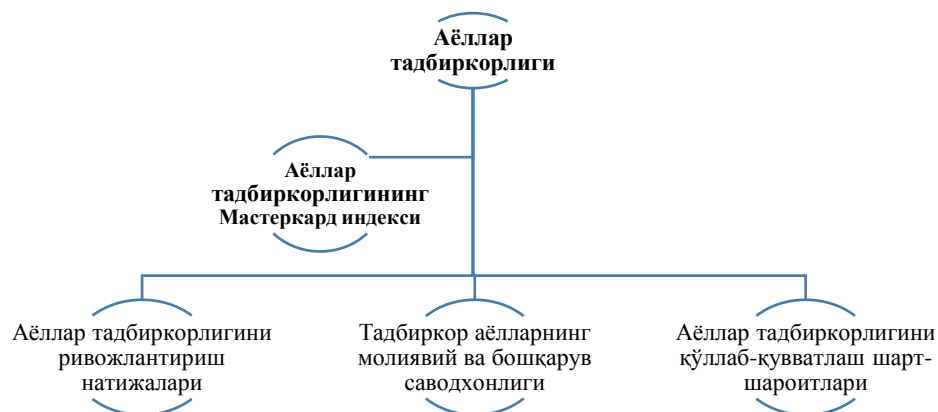 Аёллар
тадбиркорлиги
Аёллар
тадбиркорлигининг
Мастеркард индекси
Аёллар тадбиркорлигини
ривожлантириш
натижалари
Тадбиркор аёлларнинг
молиявий ва бошқарув
саводхонлиги
Аёллар тадбиркорлигини
қўллаб-қувватлаш шарт-
шароитлари